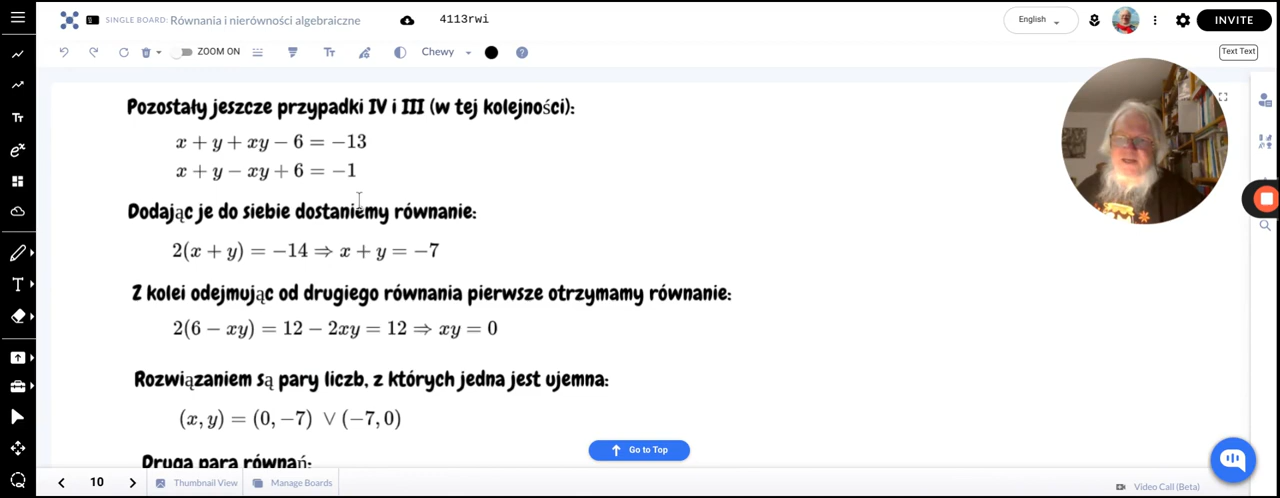 SINGLE BOARD: Równania i nierówności algebraiczne
4113rwi
English
INVITE
ZOOM ON
Tт
Chewy
Text Text
Pozostały jeszcze przypadki IV i III (w tej kolejności):
x + y + xy − 6 = −13
x + y − xy + 6 = −1
Dodając je do siebie dostaniemy równanie:
2(x + y) = −14 ⇒ x + y = −7
Z kolei odejmując od drugiego równania pierwsze otrzymamy równanie:
2(6 − xy) = 12 − 2xy = 12 ⇒ xy = 0
Rozwiązaniem są pary liczb, z których jedna jest ujemna:
(x, y) = (0, −7) ∨ (−7, 0)
Go to Top
Druga para równań:
10
Thumbnail View
Manage Boards
Video Call (Beta)